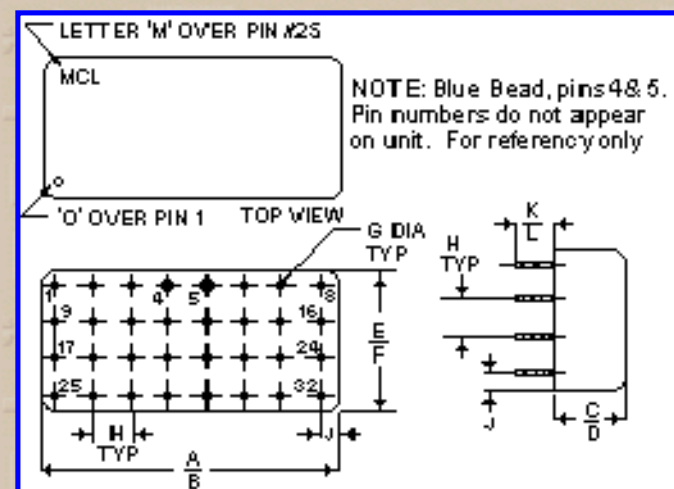 LETTER 'M' OVER PIN #25
MCL
NOTE: Blue Bead, pins 4 & 5.
Pin numbers do not appear
on unit. For referency only
'O' OVER PIN 1
TOP VIEW
G DIA
TYP
K
L
H
TYP
1
4
5
8
9
16
17
24
25
32
E
F
H
TYP
J
A
B
J
C
D